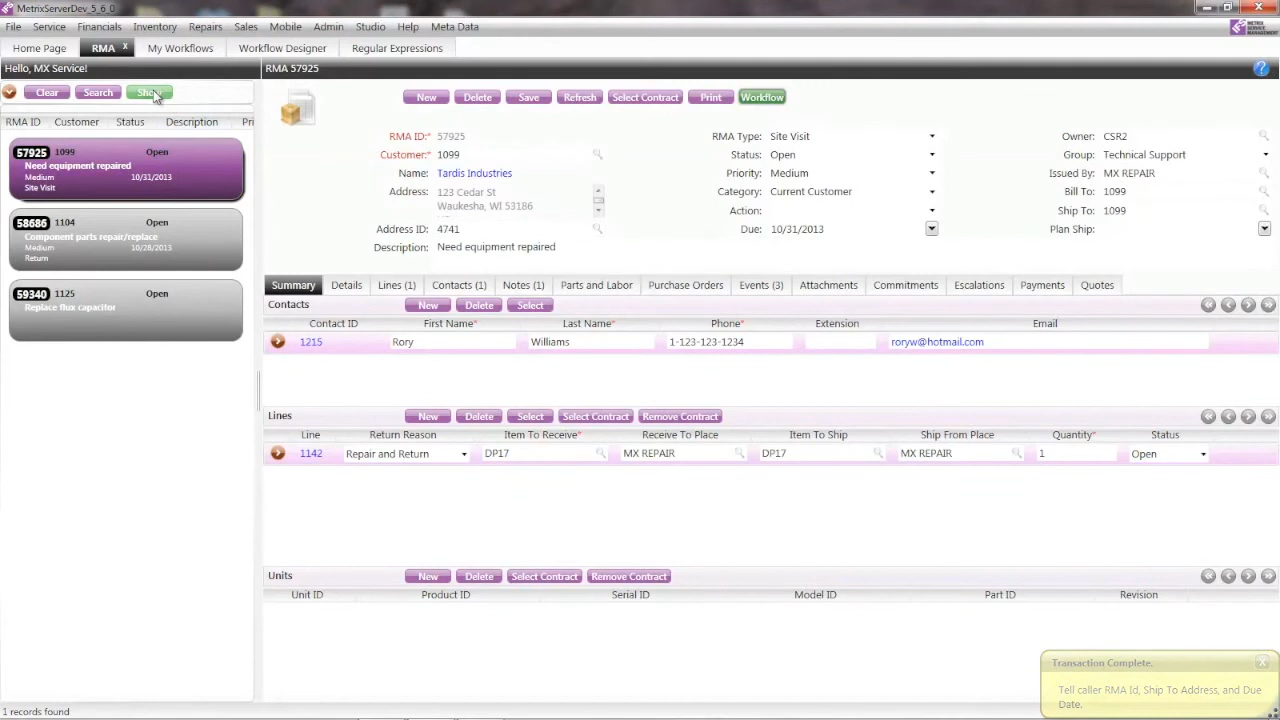 MetrixServerDev_5_6_0
File Service Financials Inventory Repairs Sales Mobile Admin Studio Help Meta Data
METRIX SERVICE MANAGEMENT
Home Page RMA x My Workflows Workflow Designer Regular Expressions
Hello, MX Service!
RMA 57925
Clear Search
New Delete Save Refresh Select Contract Print Workflow
RMA ID Customer Status Description Pri
57925 1099 Open
Need equipment repaired
Medium 10/31/2013
Site Visit
58686 1104 Open
Component parts repair/replace
Medium 10/28/2013
Return
59340 1125 Open
Replace flux capacitor
RMA ID:* 57925 RMA Type: Site Visit Owner: CSR2
Customer:* 1099 Status: Open Group: Technical Support
Name: Tardis Industries Priority: Medium Issued By: MX REPAIR
Address: 123 Cedar St Category: Current Customer Bill To: 1099
Waukesha, WI 53186 Action: Ship To: 1099
Address ID: 4741 Due: 10/31/2013 Plan Ship:
Description: Need equipment repaired
Summary Details Lines (1) Contacts (1) Notes (1) Parts and Labor Purchase Orders Events (3) Attachments Commitments Escalations Payments Quotes
Contacts New Delete Select
Contact ID First Name* Last Name* Phone* Extension Email
1215 Rory Williams 1-123-123-1234 roryw@hotmail.com
Lines New Delete Select Select Contract Remove Contract
Line Return Reason Item To Receive* Receive To Place Item To Ship Ship From Place Quantity* Status
1142 Repair and Return DP17 MX REPAIR DP17 MX REPAIR 1 Open
Units New Delete Select Contract Remove Contract
Unit ID Product ID Serial ID Model ID Part ID Revision
Transaction Complete. X
Tell caller RMA Id, Ship To Address, and Due
Date.
1 records found